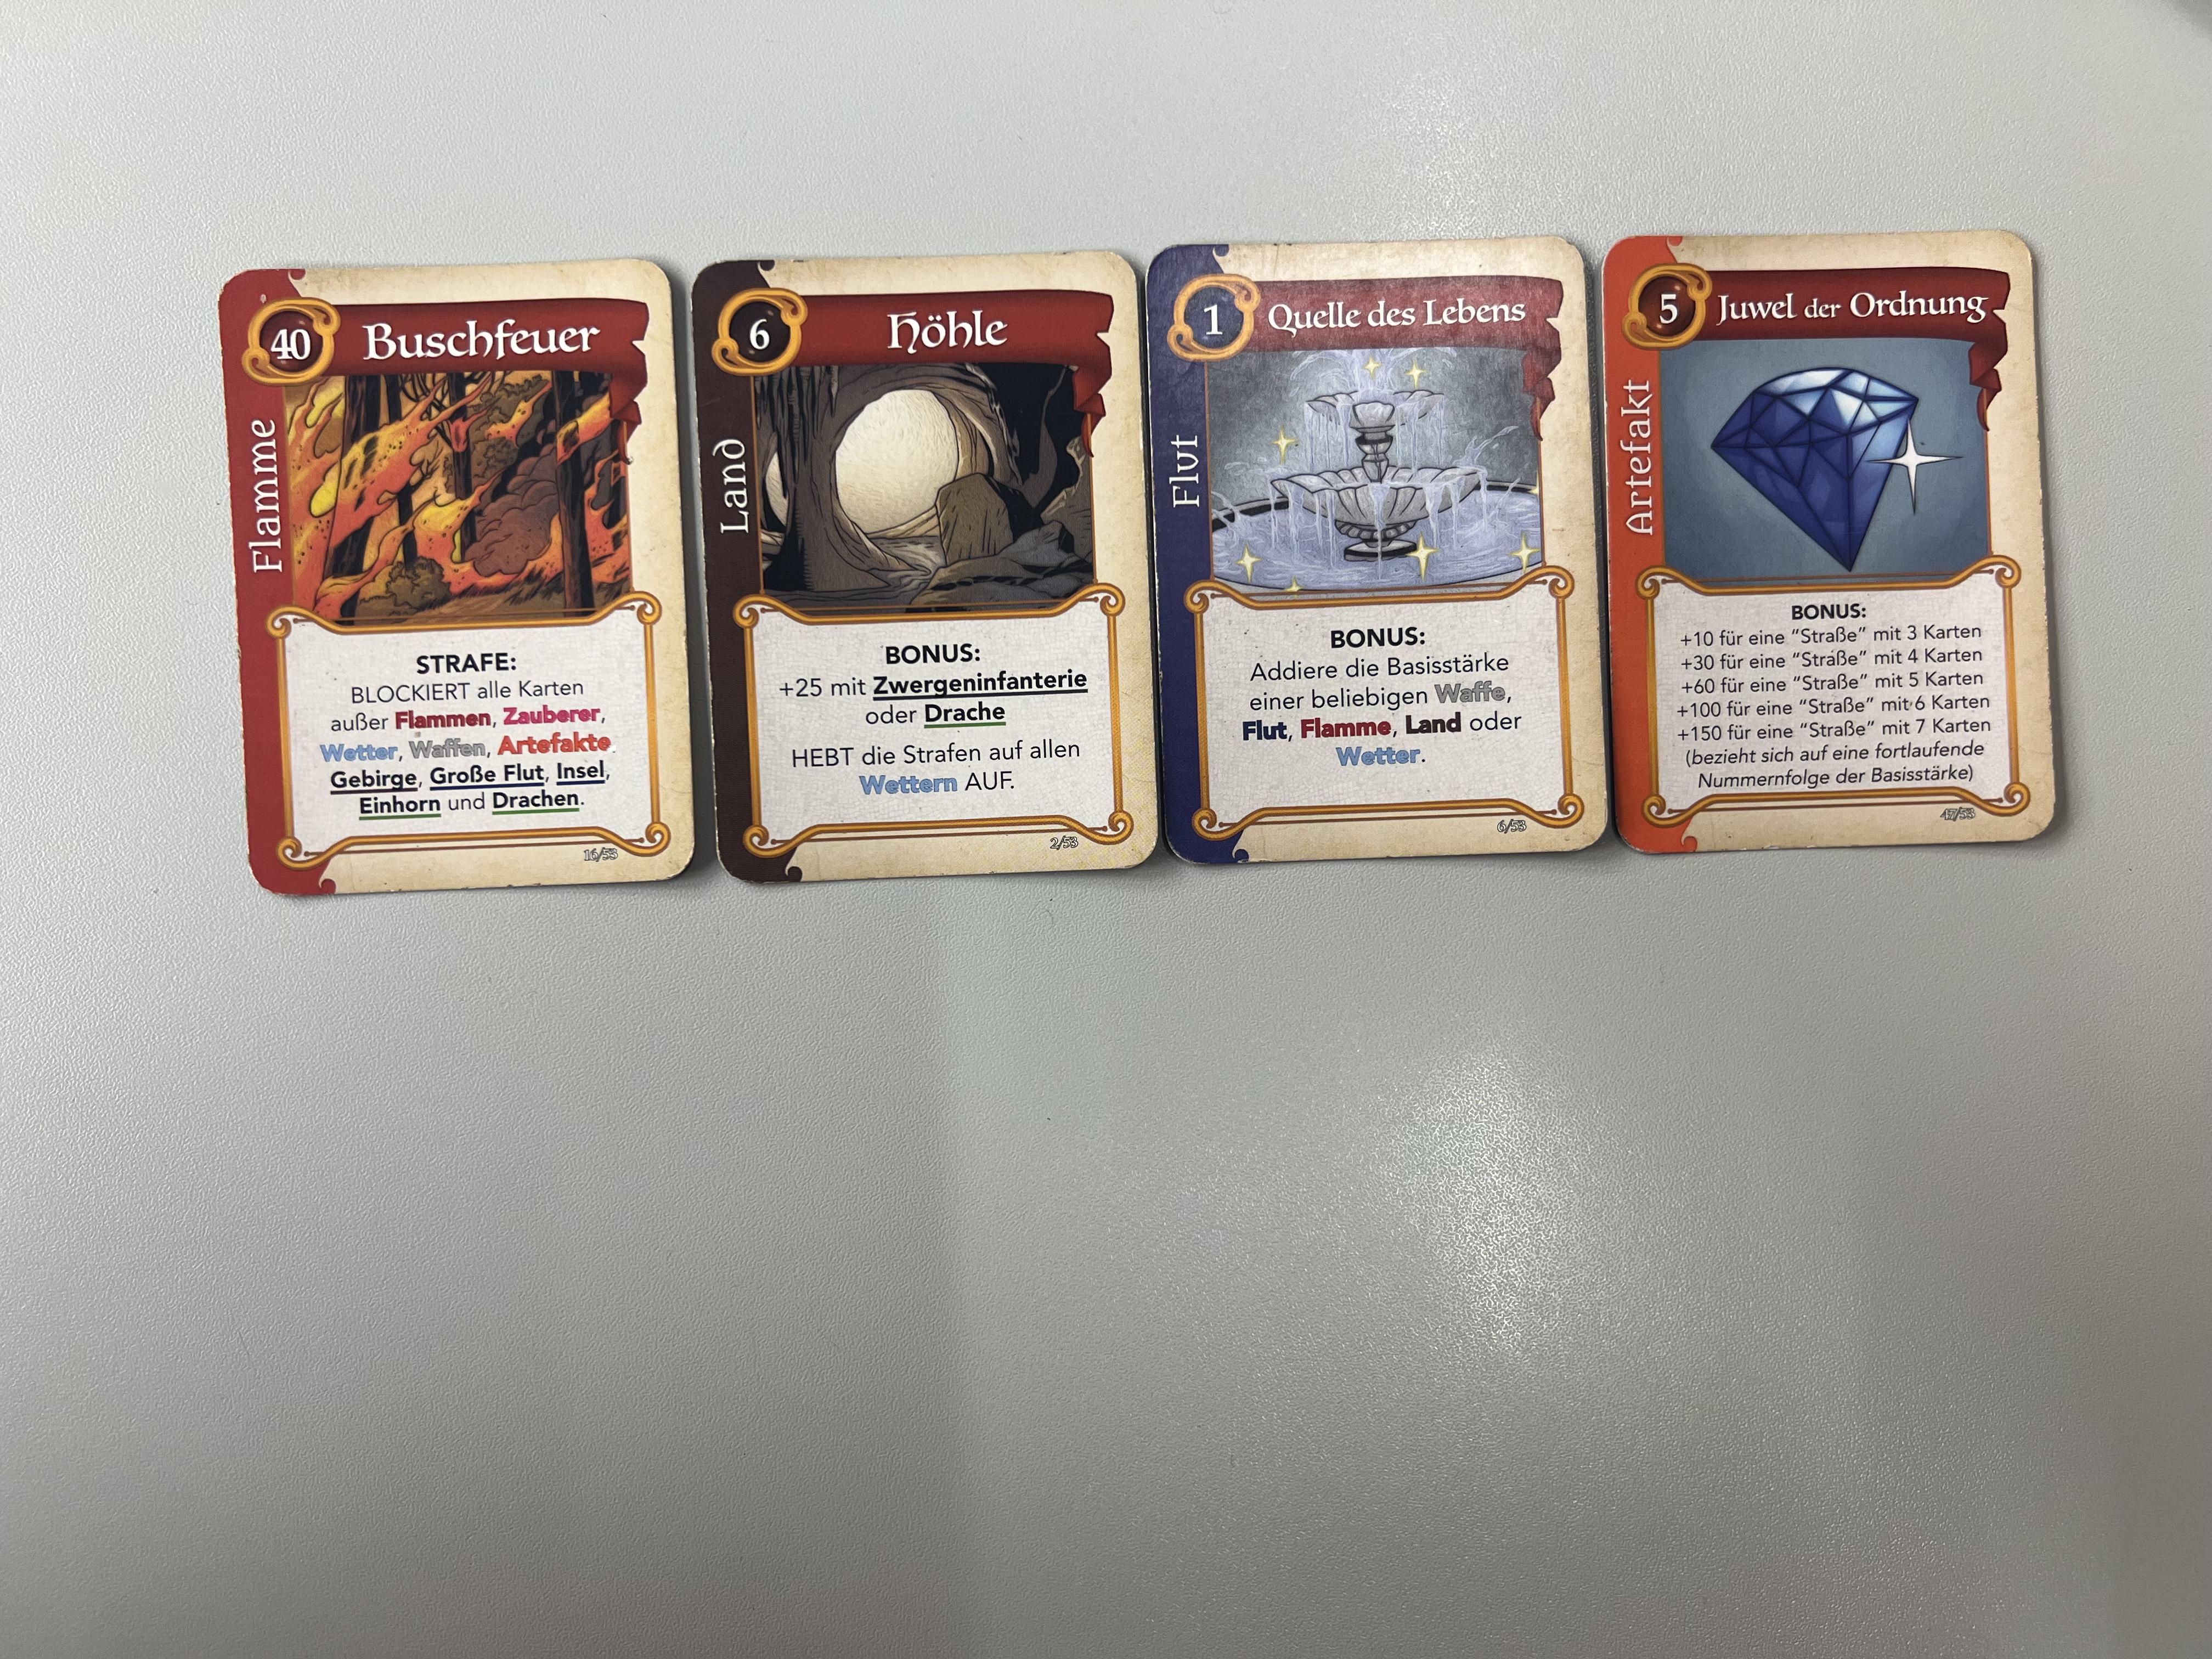 Flamme
40
Buschfeuer
STRAFE:
BLOCKIERT alle Karten
außer Flammen, Zauberer,
Wetter, Waffen, Artefakte,
Gebirge, Große Flut, Insel,
Einhorn und Drachen.
16/53
Land
6
Höhle
BONUS:
+25 mit Zwergeninfanterie
oder Drache
HEBT die Strafen auf allen
Wettern AUF.
2/53
Flut
1
Quelle des Lebens
BONUS:
Addiere die Basisstärke
einer beliebigen Waffe,
Flut, Flamme, Land oder
Wetter.
6/53
Artefakt
5
Juwel der Ordnung
BONUS:
+10 für eine "Straße" mit 3 Karten
+30 für eine "Straße" mit 4 Karten
+60 für eine "Straße" mit 5 Karten
+100 für eine "Straße" mit 6 Karten
+150 für eine "Straße" mit 7 Karten
(bezieht sich auf eine fortlaufende
Nummernfolge der Basisstärke)
47/53